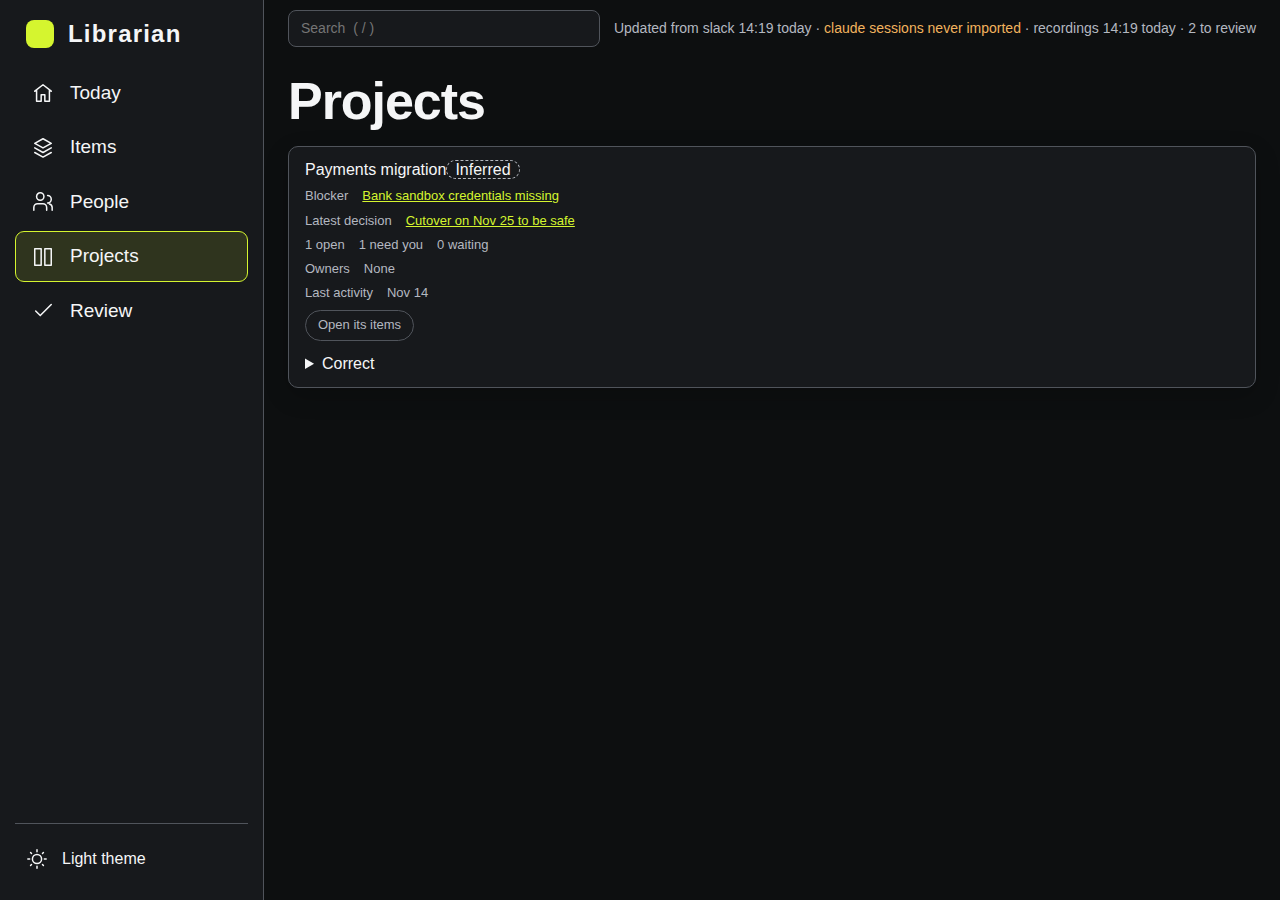 Librarian
Today
Items
People
Projects
Review
Light theme
Search ( / )
Updated from slack 14:19 today · claude sessions never imported · recordings 14:19 today · 2 to review
Projects
Payments migration Inferred
Blocker Bank sandbox credentials missing
Latest decision Cutover on Nov 25 to be safe
1 open 1 need you 0 waiting
Owners None
Last activity Nov 14
Open its items
Correct